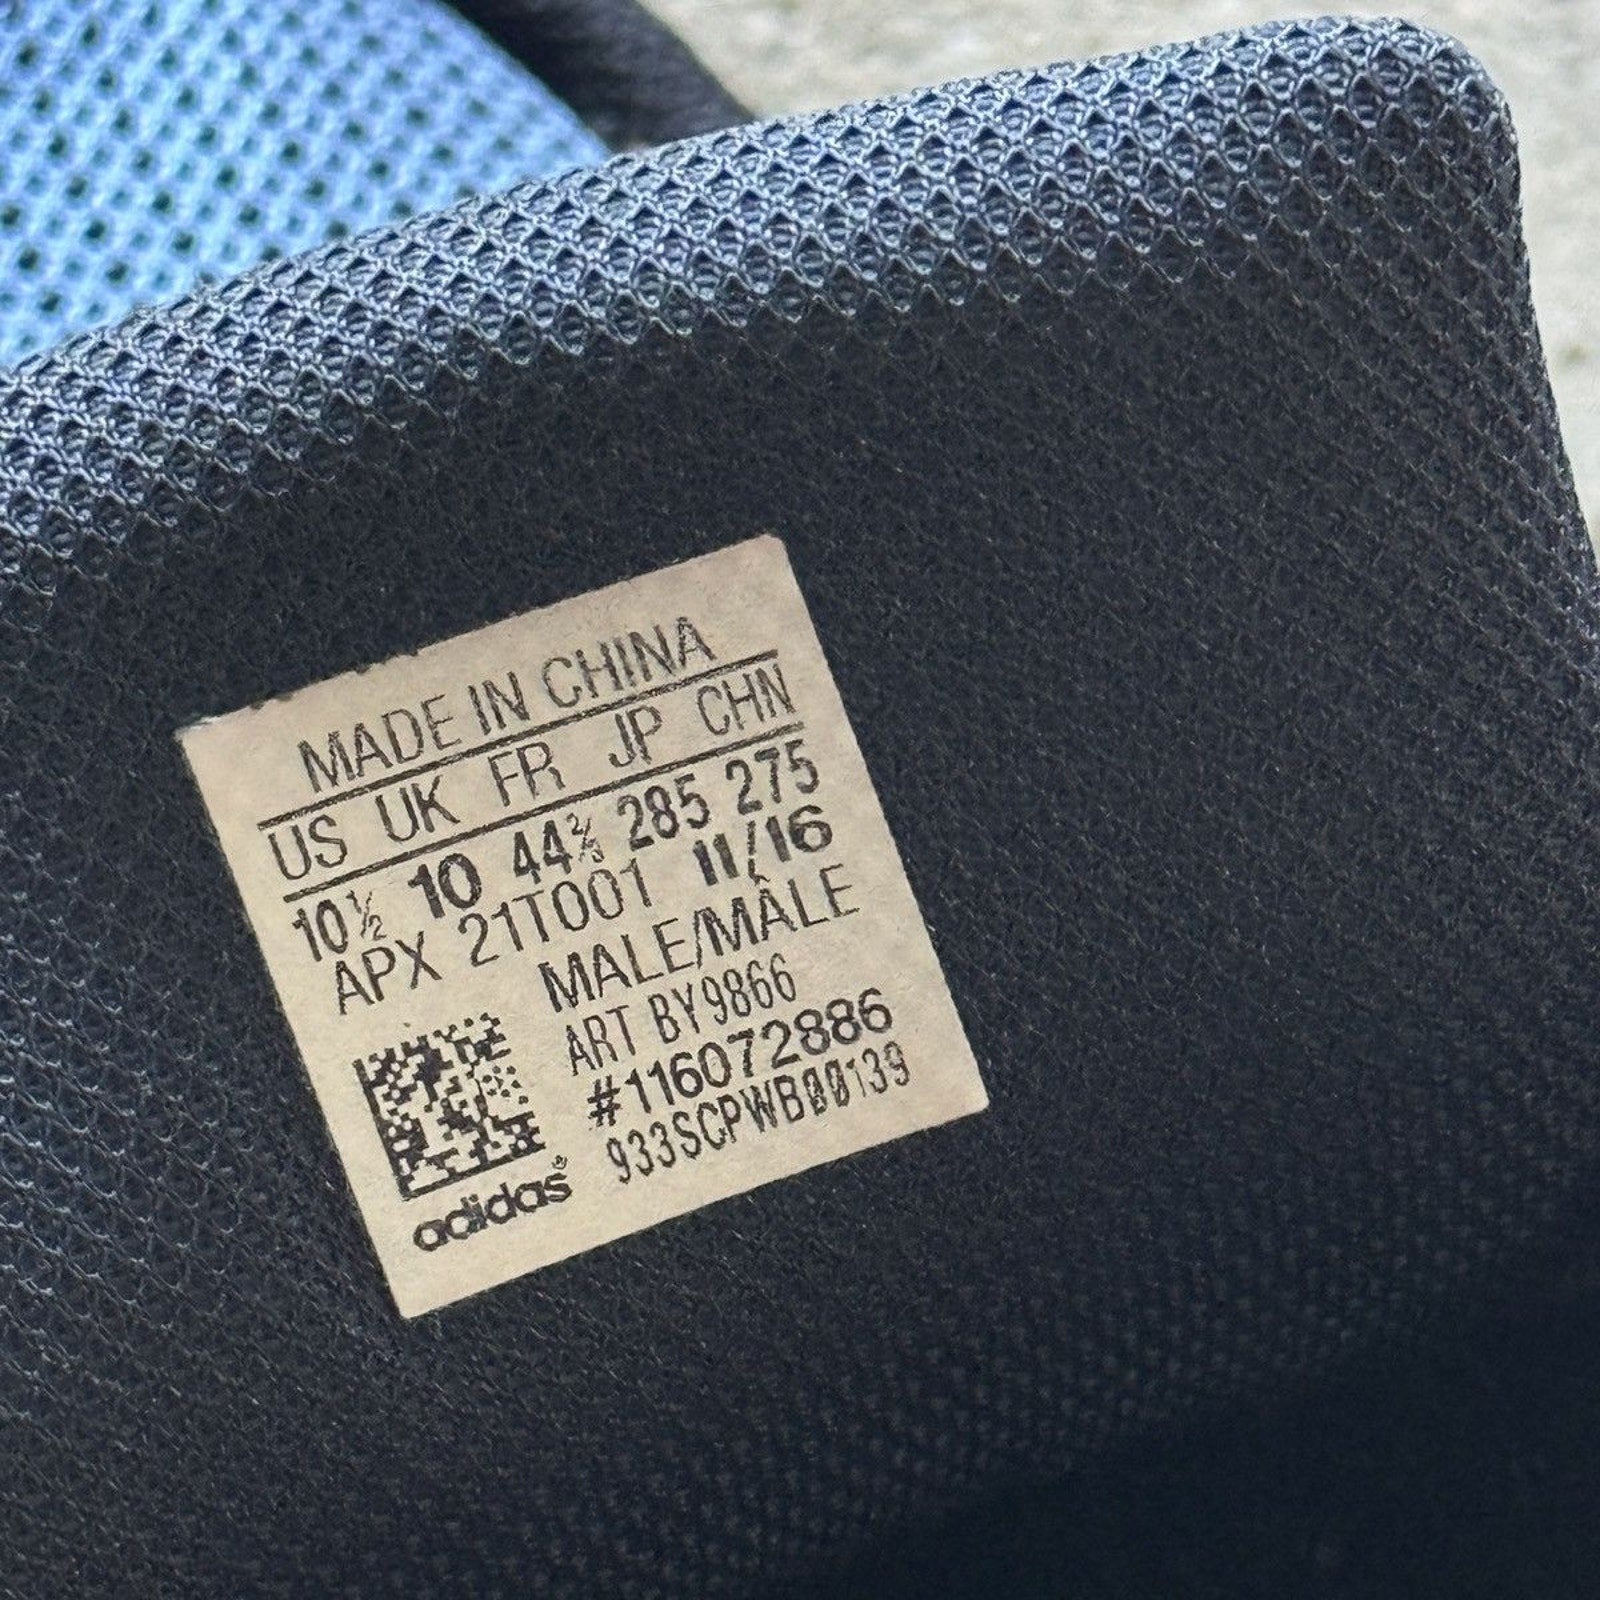 MADE IN CHINA
US UK FR JP CHN
10½ 10 44⅔ 285 275
APX 21T001 11/16
MALE/MÂLE
ART BY9866
#116072886
933SCPWB00139
adidas®